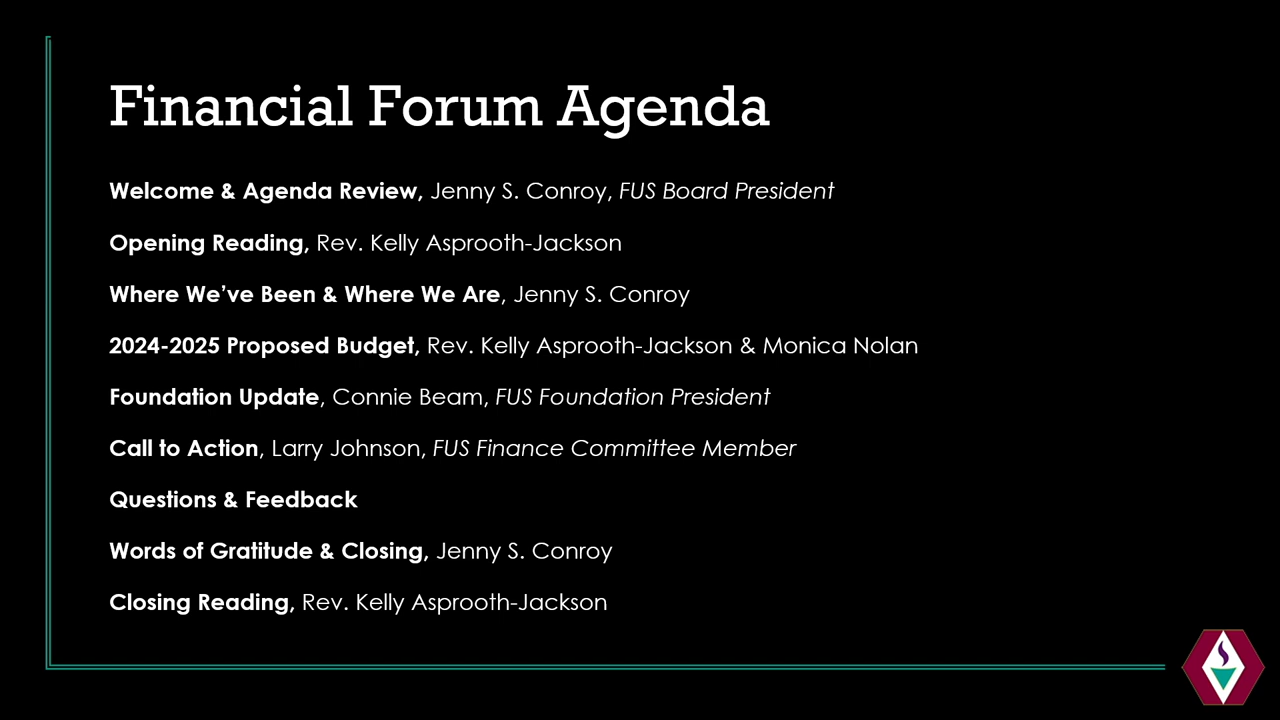 Financial Forum Agenda
Welcome & Agenda Review, Jenny S. Conroy, FUS Board President
Opening Reading, Rev. Kelly Asprooth-Jackson
Where We’ve Been & Where We Are, Jenny S. Conroy
2024-2025 Proposed Budget, Rev. Kelly Asprooth-Jackson & Monica Nolan
Foundation Update, Connie Beam, FUS Foundation President
Call to Action, Larry Johnson, FUS Finance Committee Member
Questions & Feedback
Words of Gratitude & Closing, Jenny S. Conroy
Closing Reading, Rev. Kelly Asprooth-Jackson